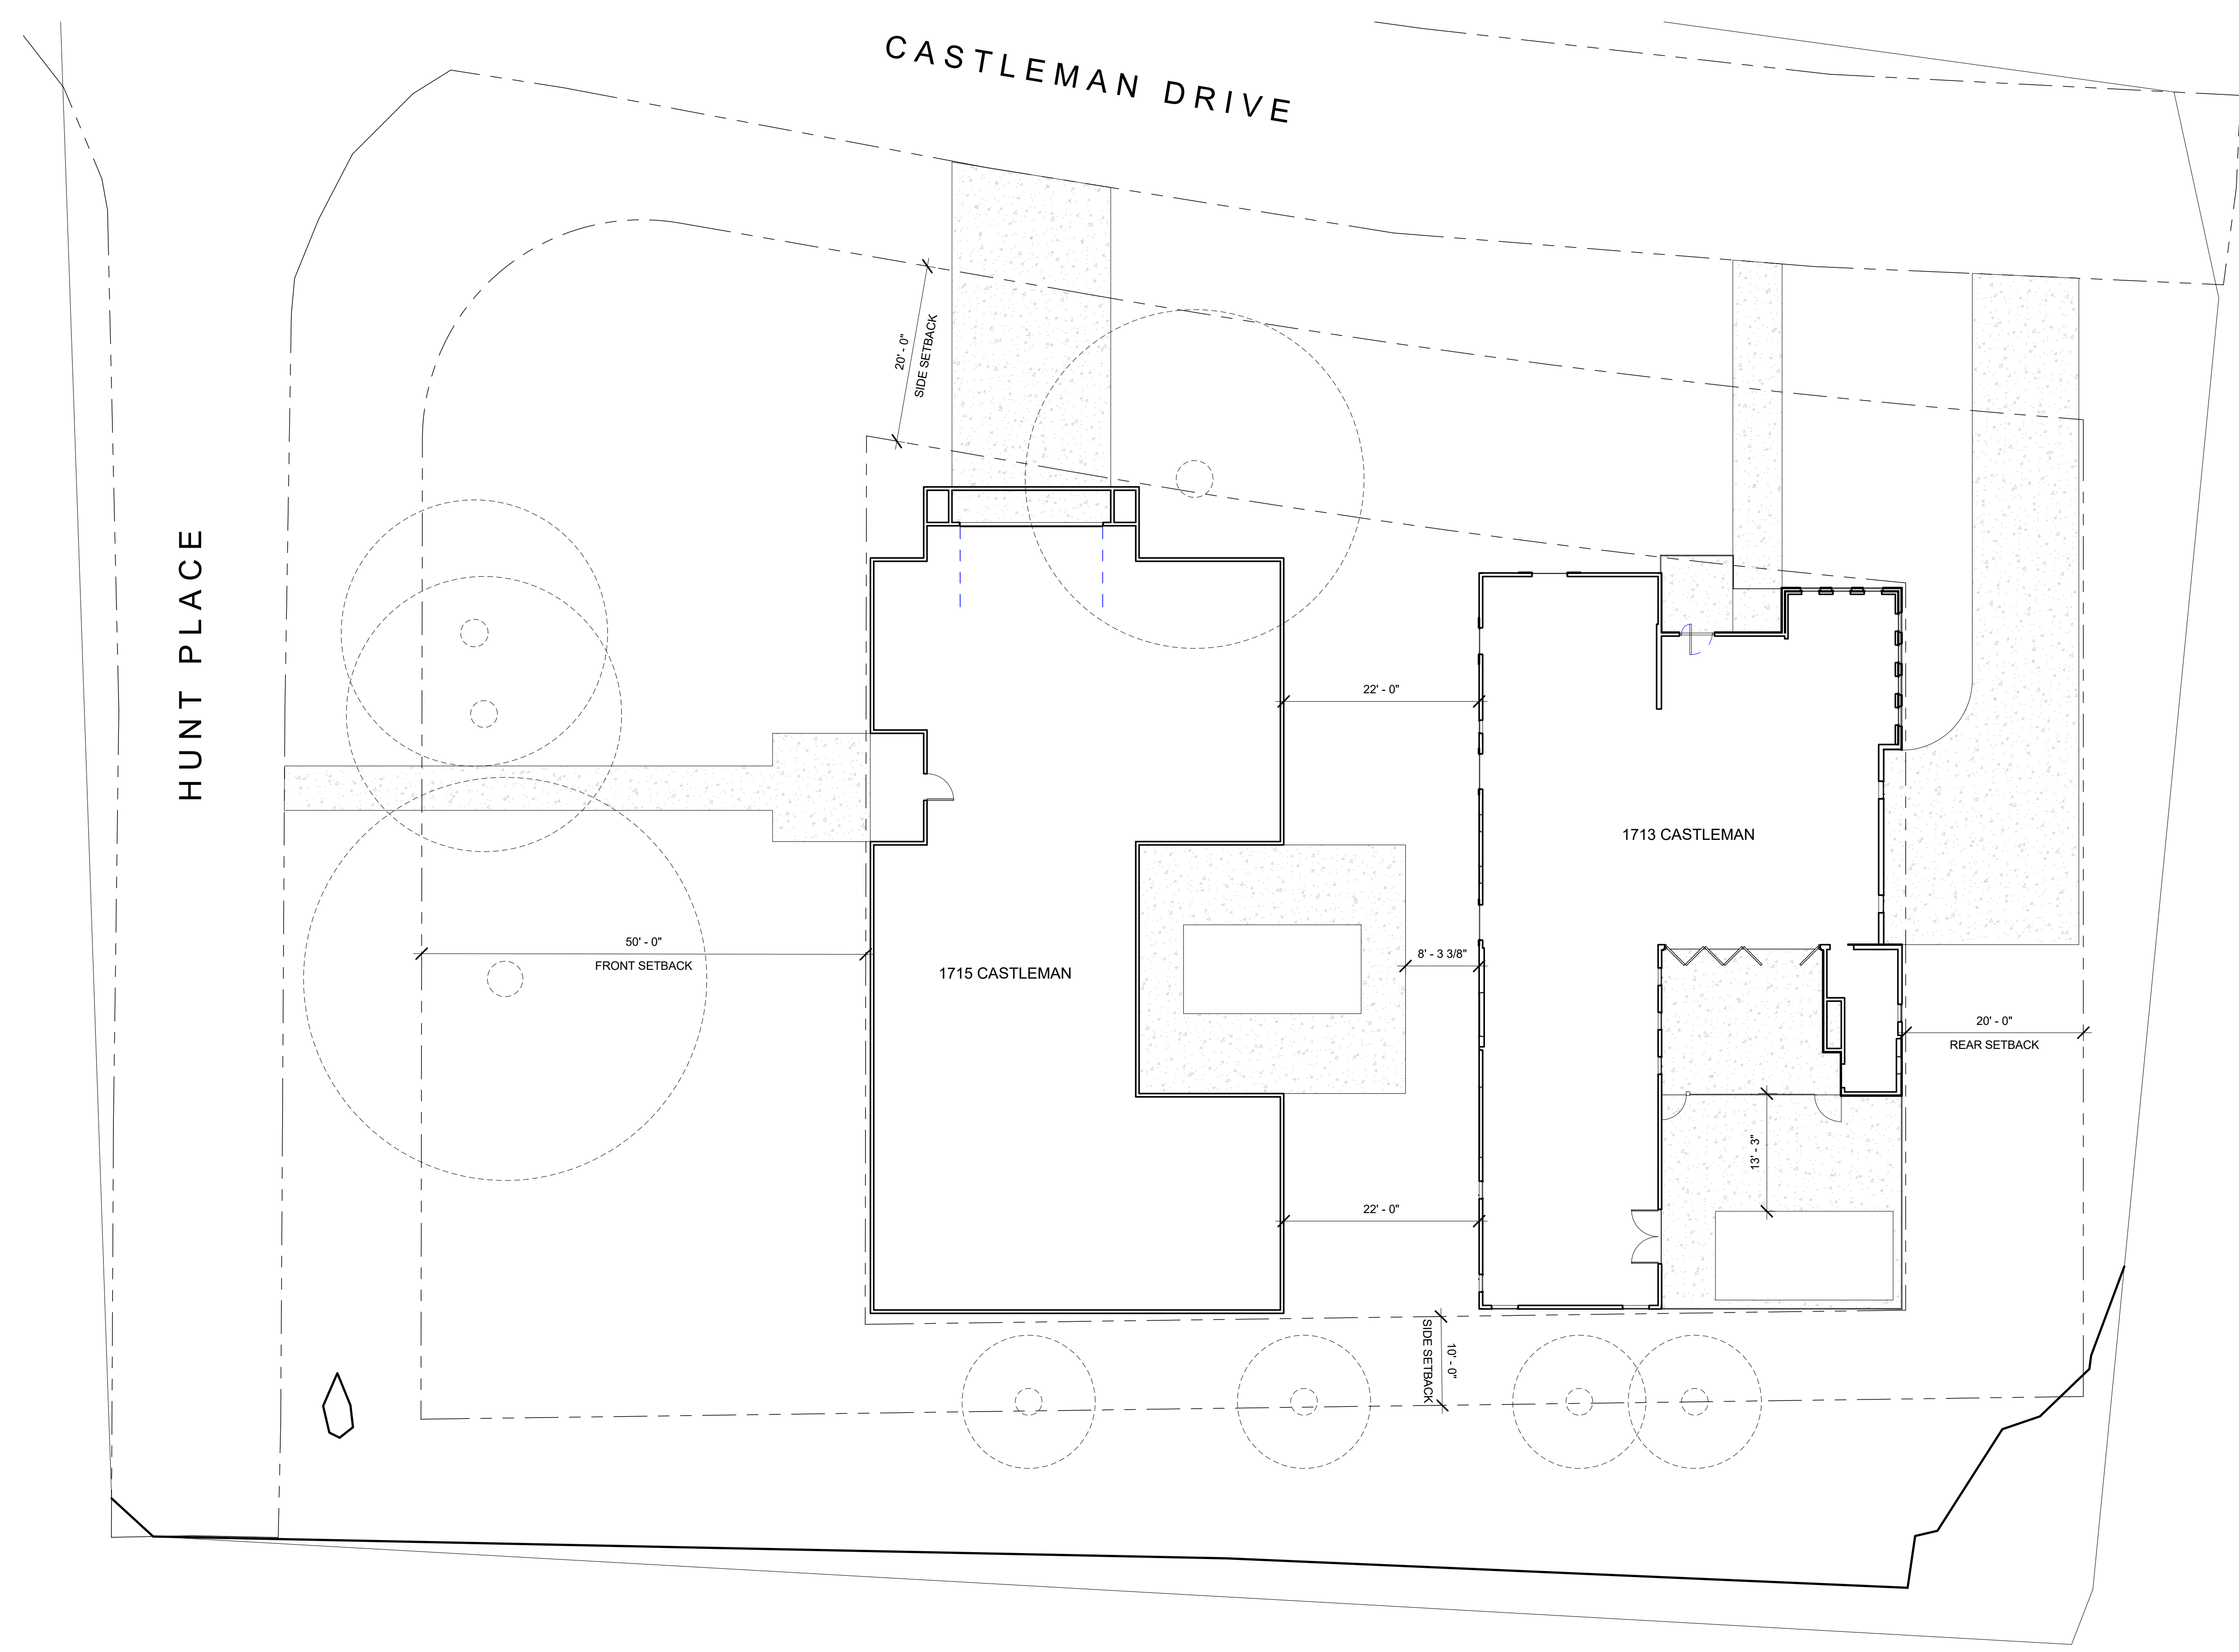 CASTLEMAN DRIVE
HUNT PLACE
20' - 0"
SIDE SETBACK
22' - 0"
1713 CASTLEMAN
50' - 0"
FRONT SETBACK
1715 CASTLEMAN
8' - 3 3/8"
20' - 0"
REAR SETBACK
13' - 3"
22' - 0"
10' - 0"
SIDE SETBACK